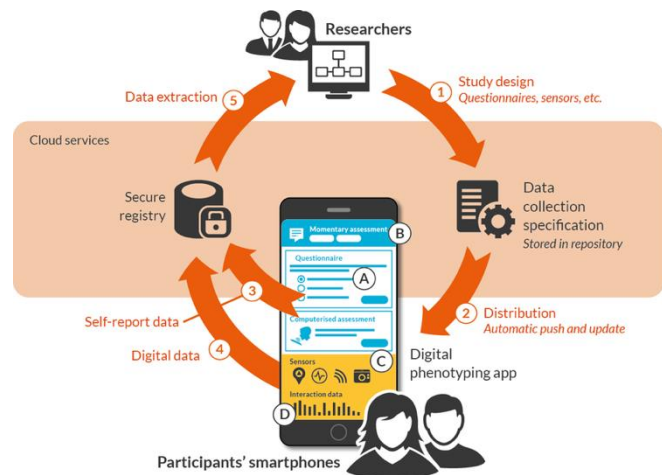 Researchers
1
Study design
Questionnaires, sensors, etc.
Data extraction
5
Cloud services
Secure
registry
Data
collection
specification
Stored in repository
Momentary assessment
B
Questionnaire
A
3
Self-report data
Computerised assessment
2
Distribution
Automatic push and update
4
Digital data
C
Digital
phenotyping app
Sensors
Interaction data
D
Participants' smartphones